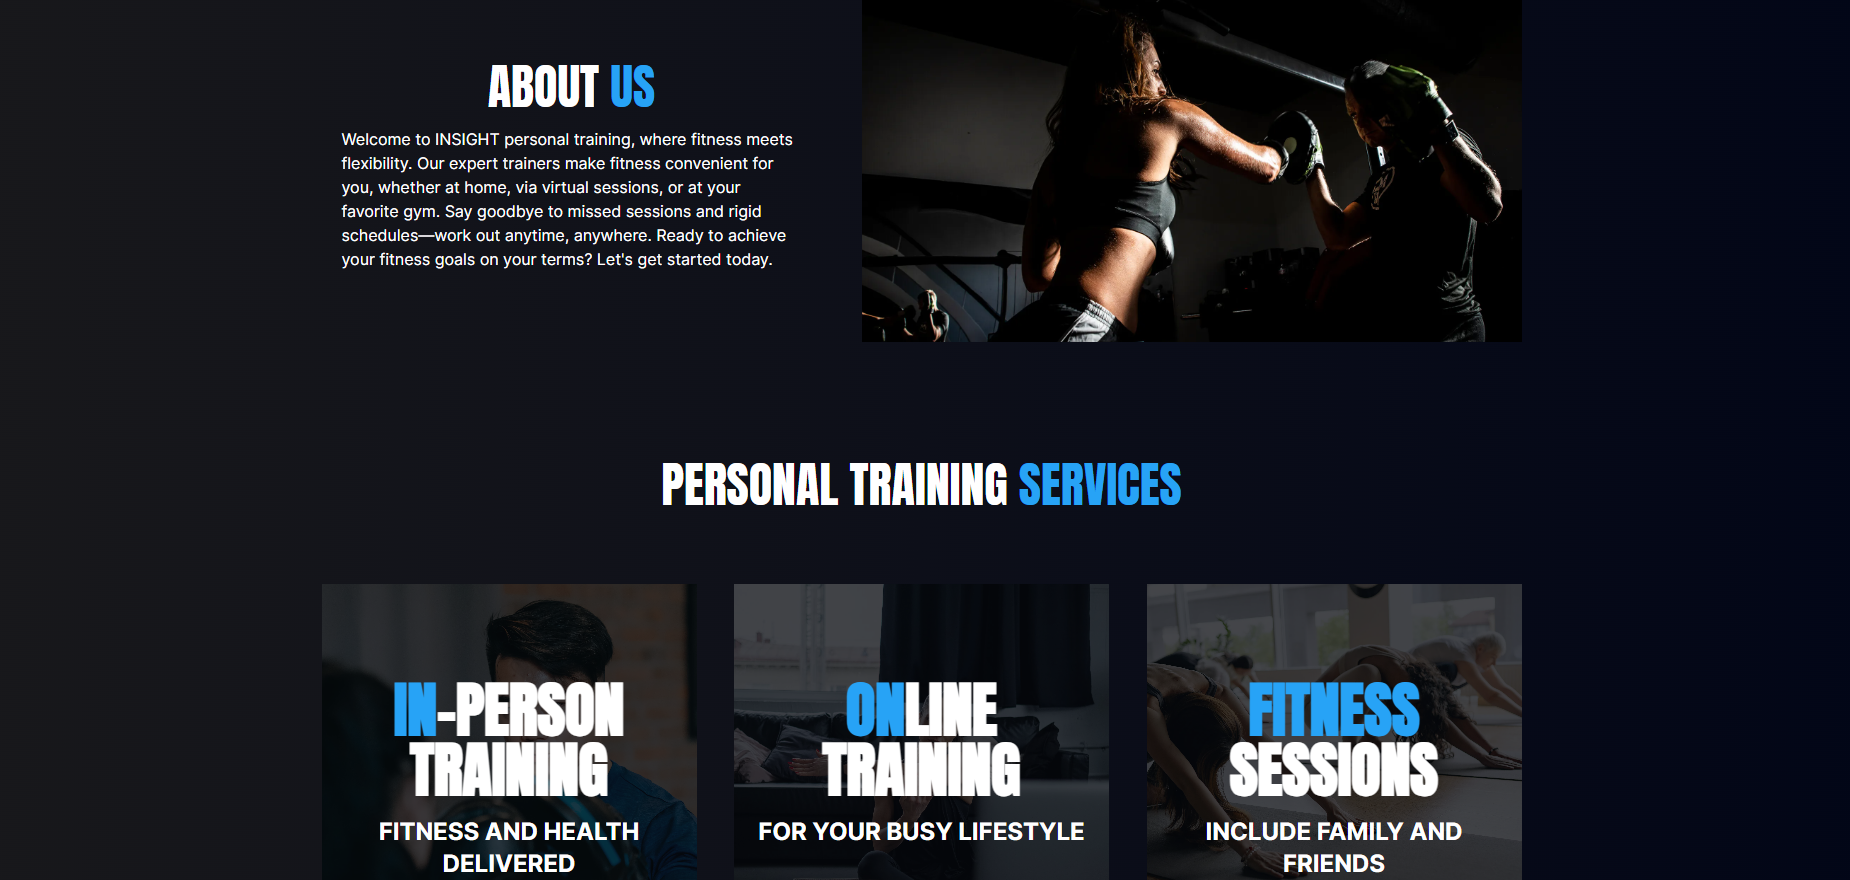 ABOUT US
Welcome to INSIGHT personal training, where fitness meets
flexibility. Our expert trainers make fitness convenient for
you, whether at home, via virtual sessions, or at your
favorite gym. Say goodbye to missed sessions and rigid
schedules—work out anytime, anywhere. Ready to achieve
your fitness goals on your terms? Let's get started today.
PERSONAL TRAINING SERVICES
IN-PERSON
TRAINING
FITNESS AND HEALTH
DELIVERED
ONLINE
TRAINING
FOR YOUR BUSY LIFESTYLE
FITNESS
SESSIONS
INCLUDE FAMILY AND
FRIENDS